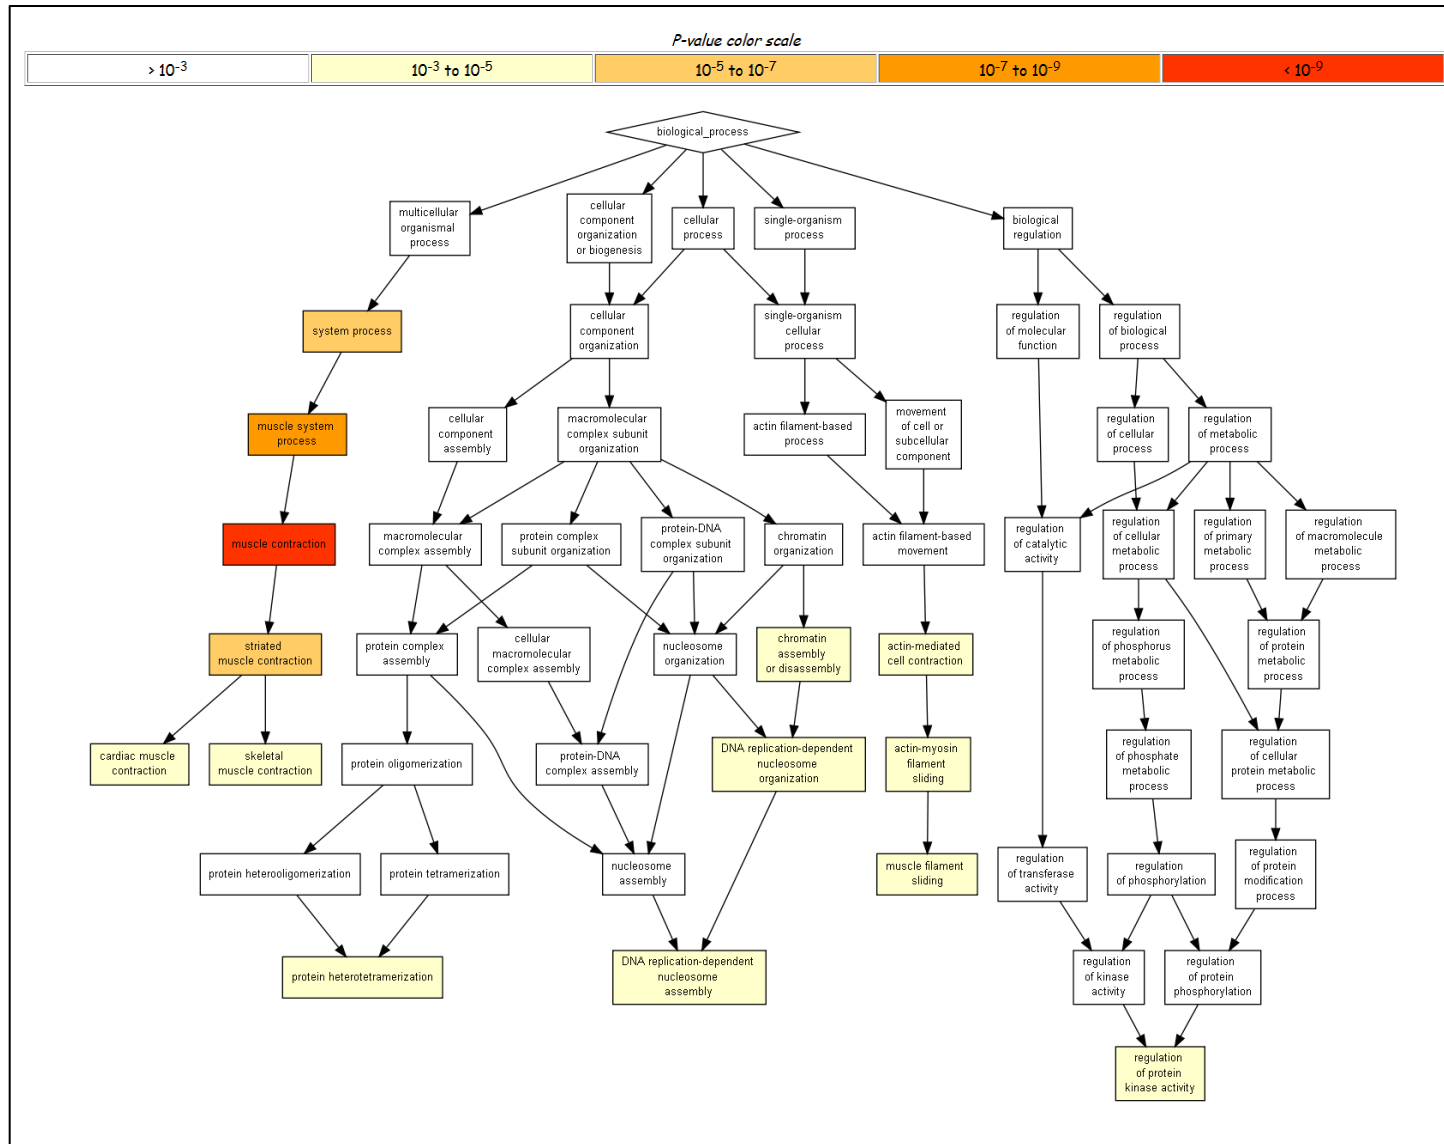 P-value color scale
> 10-3
10-3 to 10-5
10-5 to 10-7
10-7 to 10-9
< 10-9
biological_process
multicellular
organismal
process
cellular
component
organization
or biogenesis
cellular
process
single-organism
process
biological
regulation
system process
cellular
component
organization
single-organism
cellular
process
regulation
of molecular
function
regulation
of biological
process
muscle system
process
cellular
component
assembly
macromolecular
complex subunit
organization
actin filament-based
process
movement
of cell or
subcellular
component
regulation
of cellular
process
regulation
of metabolic
process
muscle contraction
macromolecular
complex assembly
protein complex
subunit organization
protein-DNA
complex subunit
organization
chromatin
organization
actin filament-based
movement
regulation
of catalytic
activity
regulation
of cellular
metabolic
process
regulation
of primary
metabolic
process
regulation
of macromolecule
metabolic
process
striated
muscle contraction
protein complex
assembly
cellular
macromolecular
complex assembly
nucleosome
organization
chromatin
assembly
or disassembly
actin-mediated
cell contraction
regulation
of phosphorus
metabolic
process
regulation
of protein
metabolic
process
cardiac muscle
contraction
skeletal
muscle contraction
protein oligomerization
protein-DNA
complex assembly
DNA replication-dependent
nucleosome
organization
actin-myosin
filament
sliding
regulation
of phosphate
metabolic
process
regulation
of cellular
protein metabolic
process
protein heterooligomerization
protein tetramerization
nucleosome
assembly
muscle filament
sliding
regulation
of transferase
activity
regulation
of phosphorylation
regulation
of protein
modification
process
protein heterotetramerization
DNA replication-dependent
nucleosome
assembly
regulation
of kinase
activity
regulation
of protein
phosphorylation
regulation
of protein
kinase activity